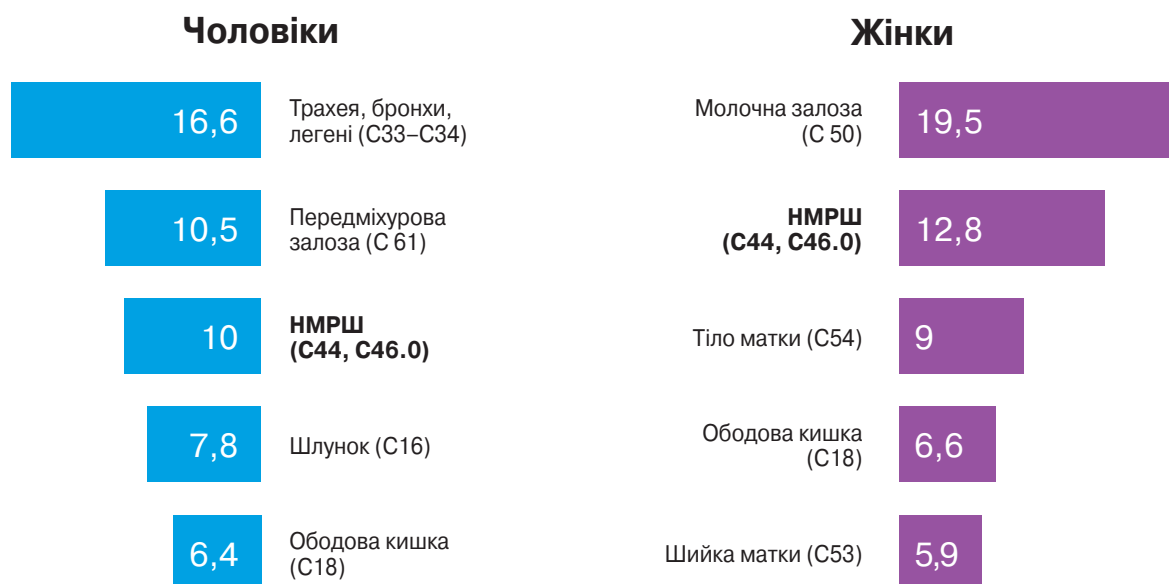 Чоловіки
16,6
Трахея, бронхи,
легені (С33–С34)
10,5
Передміхурова
залоза (С 61)
10
НМРШ
(С44, С46.0)
7,8
Шлунок (С16)
6,4
Ободова кишка
(С18)
Жінки
Молочна залоза
(С 50)
19,5
НМРШ
(С44, С46.0)
12,8
Тіло матки (С54)
9
Ободова кишка
(С18)
6,6
Шийка матки (С53)
5,9